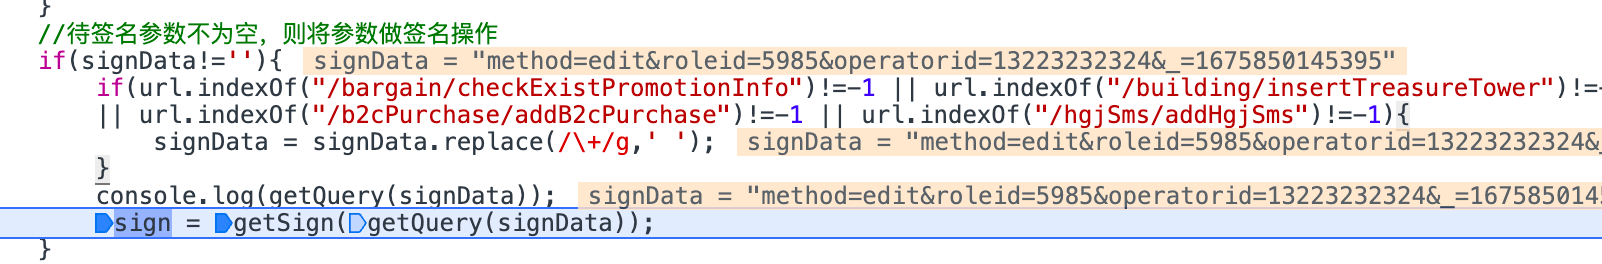 }
//待签名参数不为空，则将参数做签名操作
if(signData!=''){ signData = "method=edit&roleid=5985&operatorid=13223232324&_=1675850145395"
if(url.indexOf("/bargain/checkExistPromotionInfo")!=-1 || url.indexOf("/building/insertTreasureTower")!=-
|| url.indexOf("/b2cPurchase/addB2cPurchase")!=-1 || url.indexOf("/hgjSms/addHgjSms")!=-1){
signData = signData.replace(/\+/g,' '); signData = "method=edit&roleid=5985&operatorid=13223232324&_
}
console.log(getQuery(signData)); signData = "method=edit&roleid=5985&operatorid=13223232324&_=1675850145
sign = getSign(getQuery(signData));
}